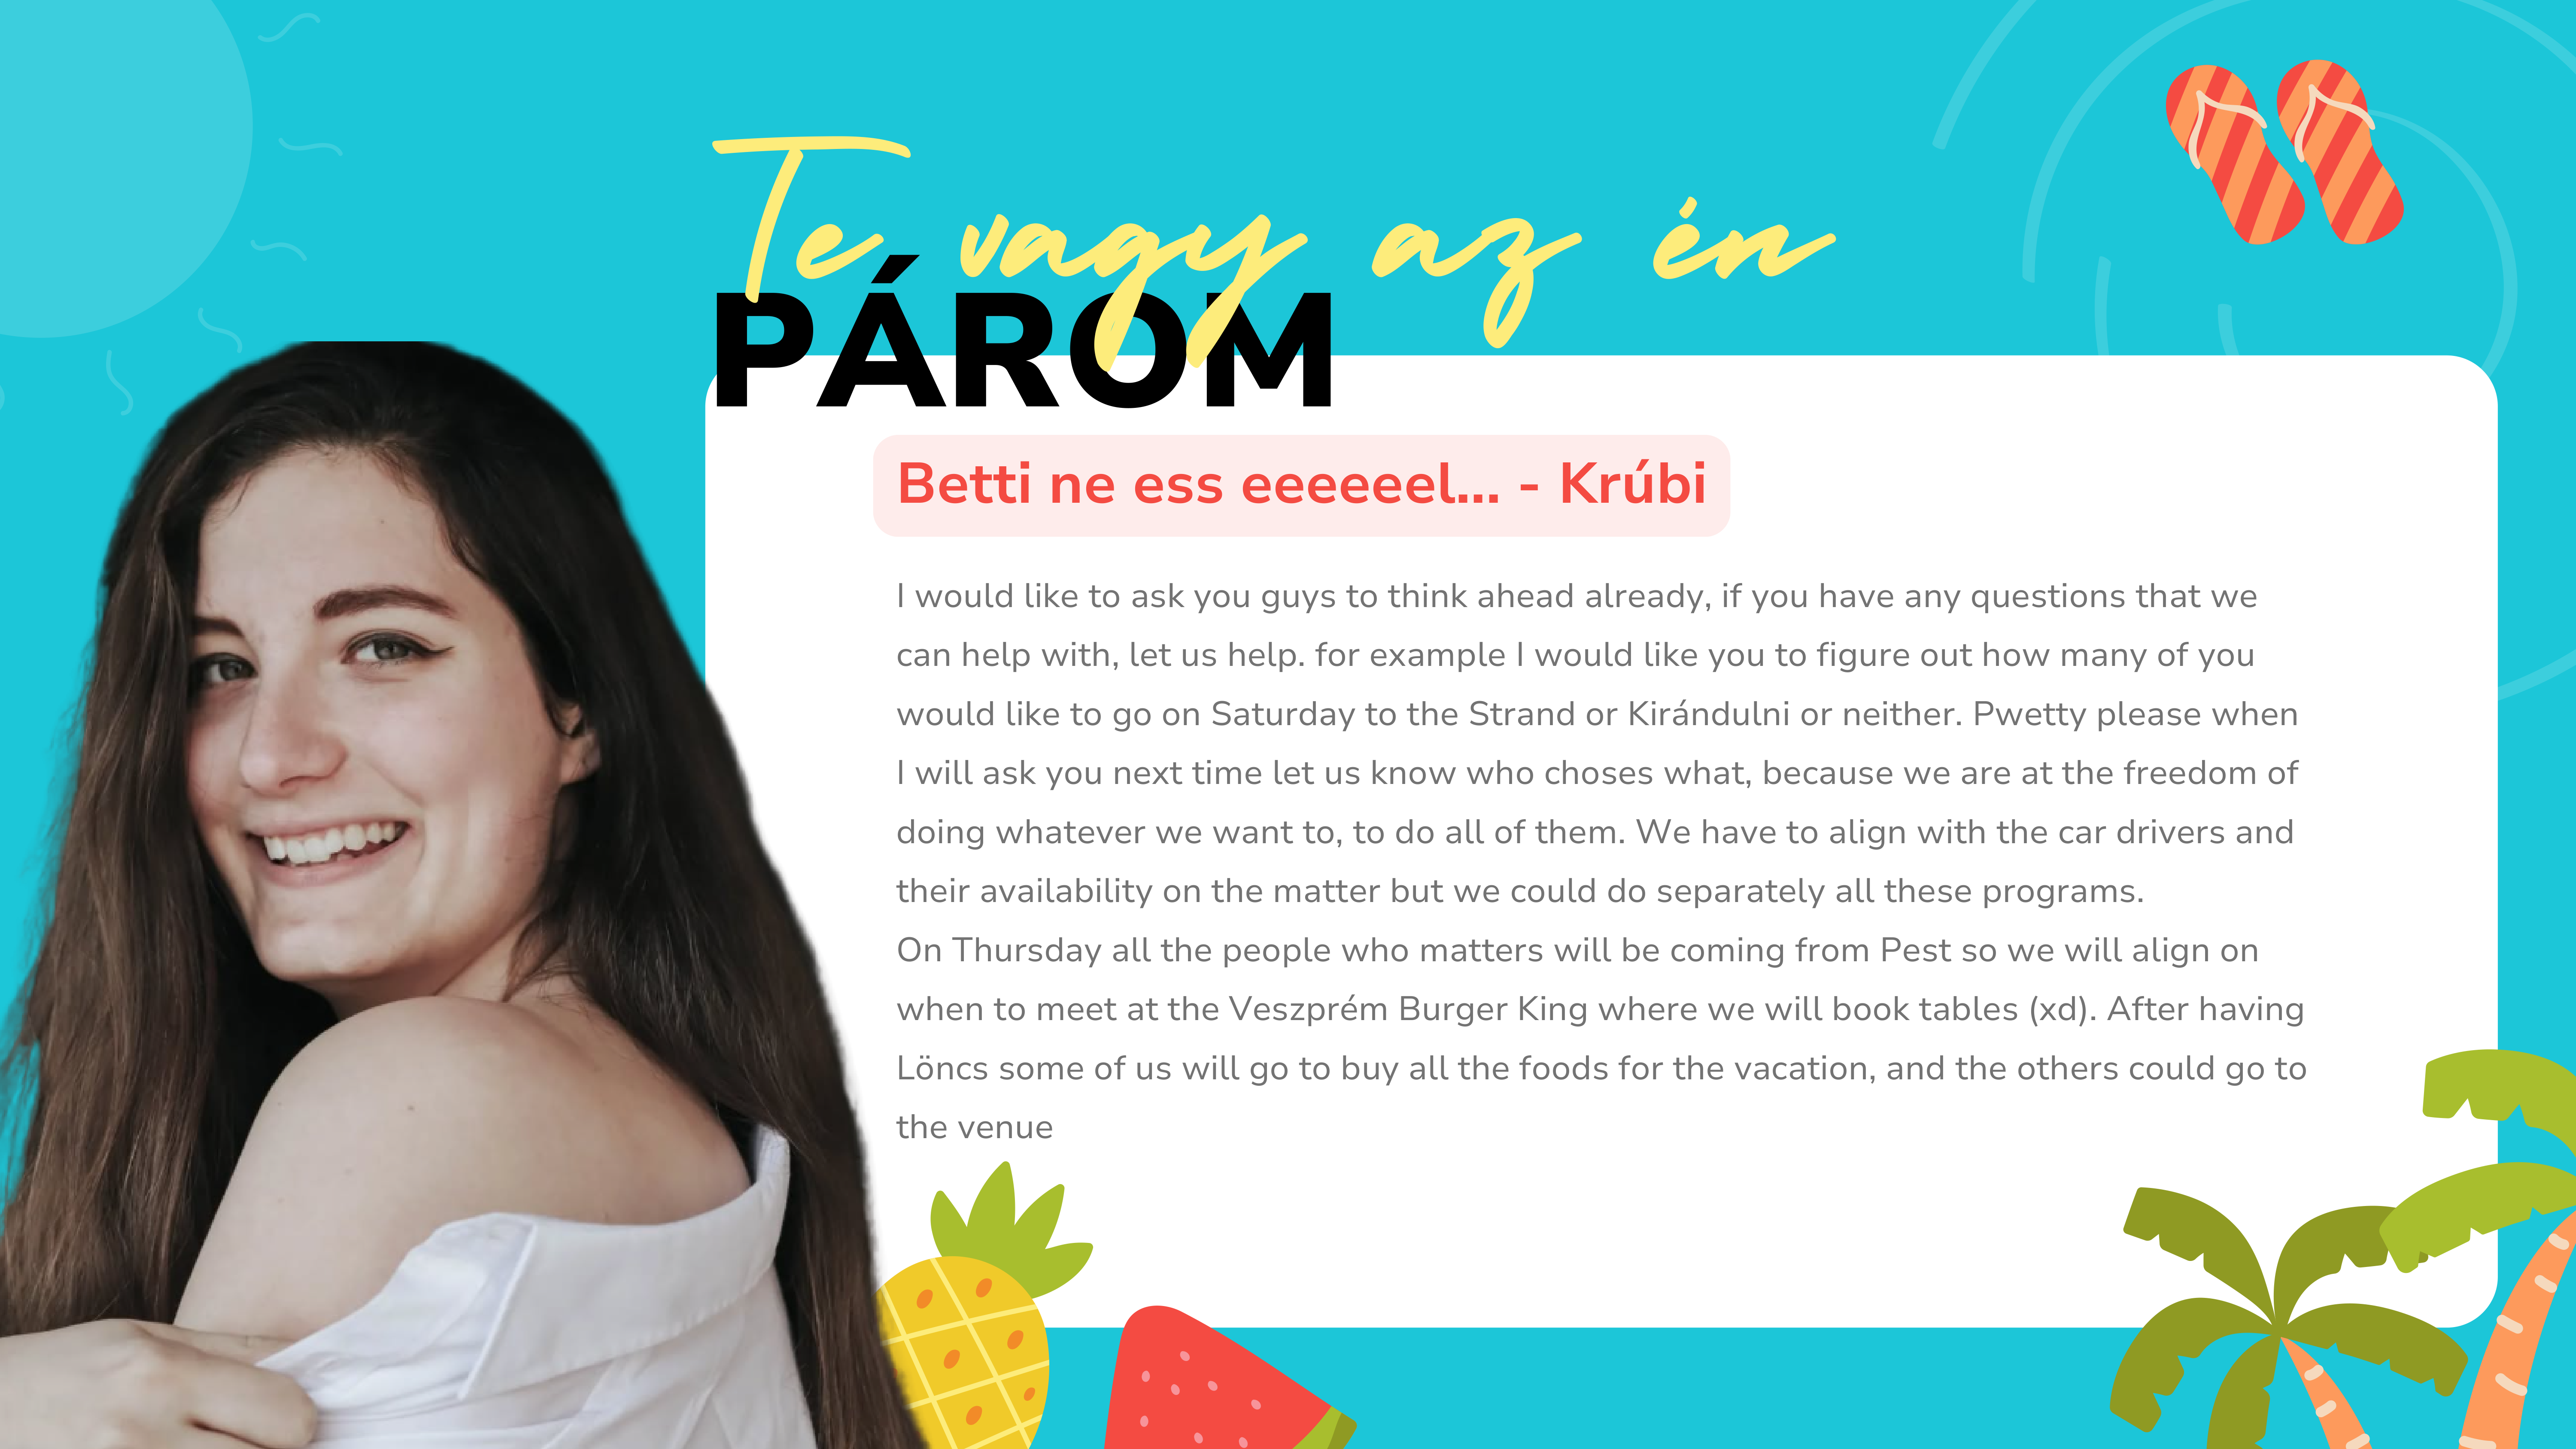 Te vagy az én
PÁROM
Betti ne ess eeeeeel... - Krúbi
I would like to ask you guys to think ahead already, if you have any questions that we
can help with, let us help. for example I would like you to figure out how many of you
would like to go on Saturday to the Strand or Kirándulni or neither. Pwetty please when
I will ask you next time let us know who choses what, because we are at the freedom of
doing whatever we want to, to do all of them. We have to align with the car drivers and
their availability on the matter but we could do separately all these programs.
On Thursday all the people who matters will be coming from Pest so we will align on
when to meet at the Veszprém Burger King where we will book tables (xd). After having
Löncs some of us will go to buy all the foods for the vacation, and the others could go to
the venue